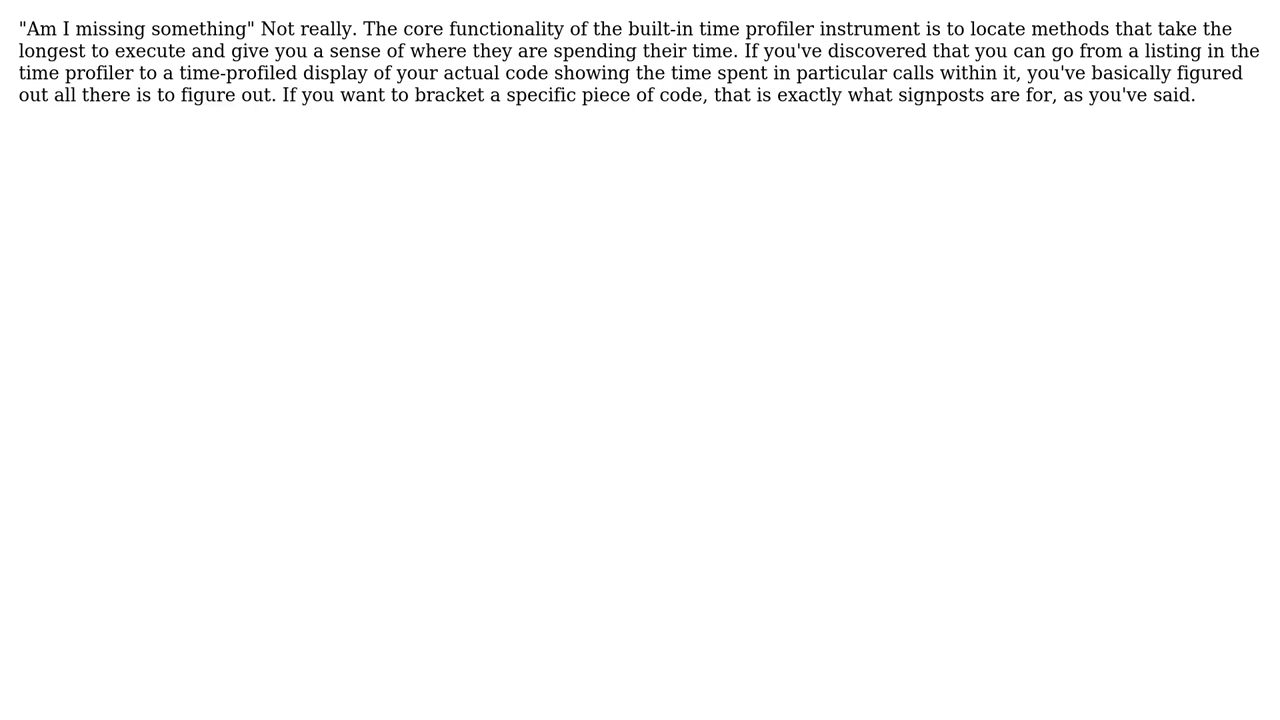 "Am I missing something" Not really. The core functionality of the built-in time profiler instrument is to locate methods that take the
longest to execute and give you a sense of where they are spending their time. If you've discovered that you can go from a listing in the
time profiler to a time-profiled display of your actual code showing the time spent in particular calls within it, you've basically figured
out all there is to figure out. If you want to bracket a specific piece of code, that is exactly what signposts are for, as you've said.